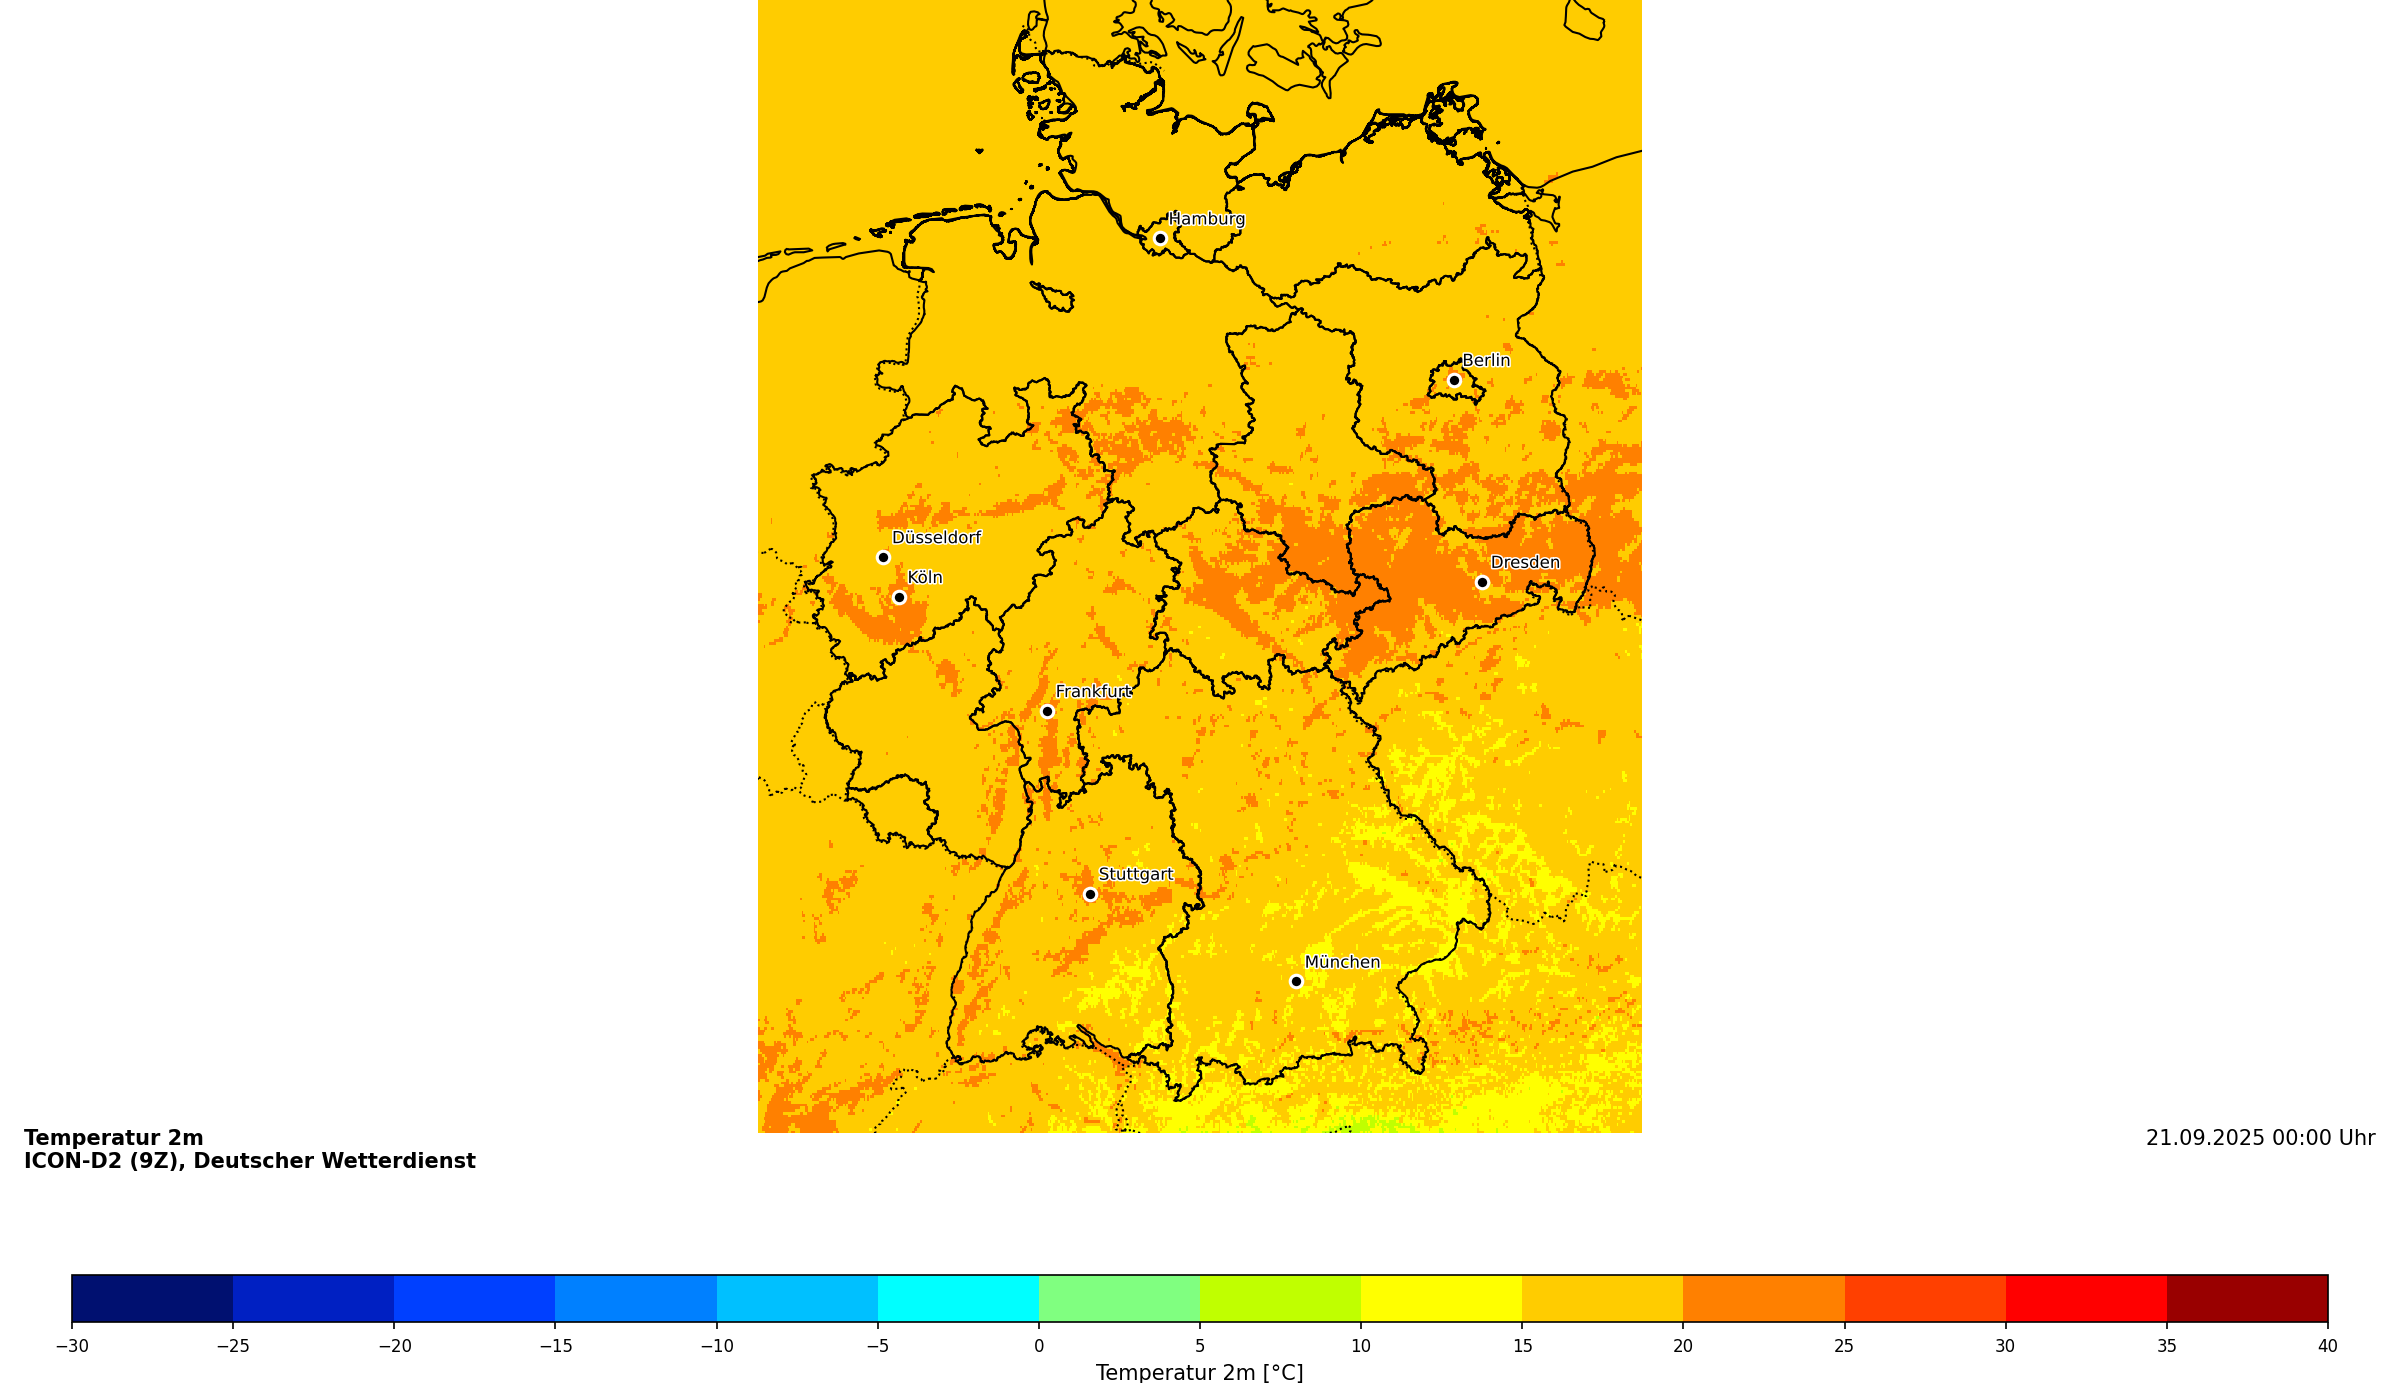 Hamburg
Berlin
Düsseldorf
Köln
Dresden
Frankfurt
Stuttgart
München
Temperatur 2m
ICON-D2 (9Z), Deutscher Wetterdienst
21.09.2025 00:00 Uhr
−30 −25 −20 −15 −10 −5 0 5 10 15 20 25 30 35 40
Temperatur 2m [°C]